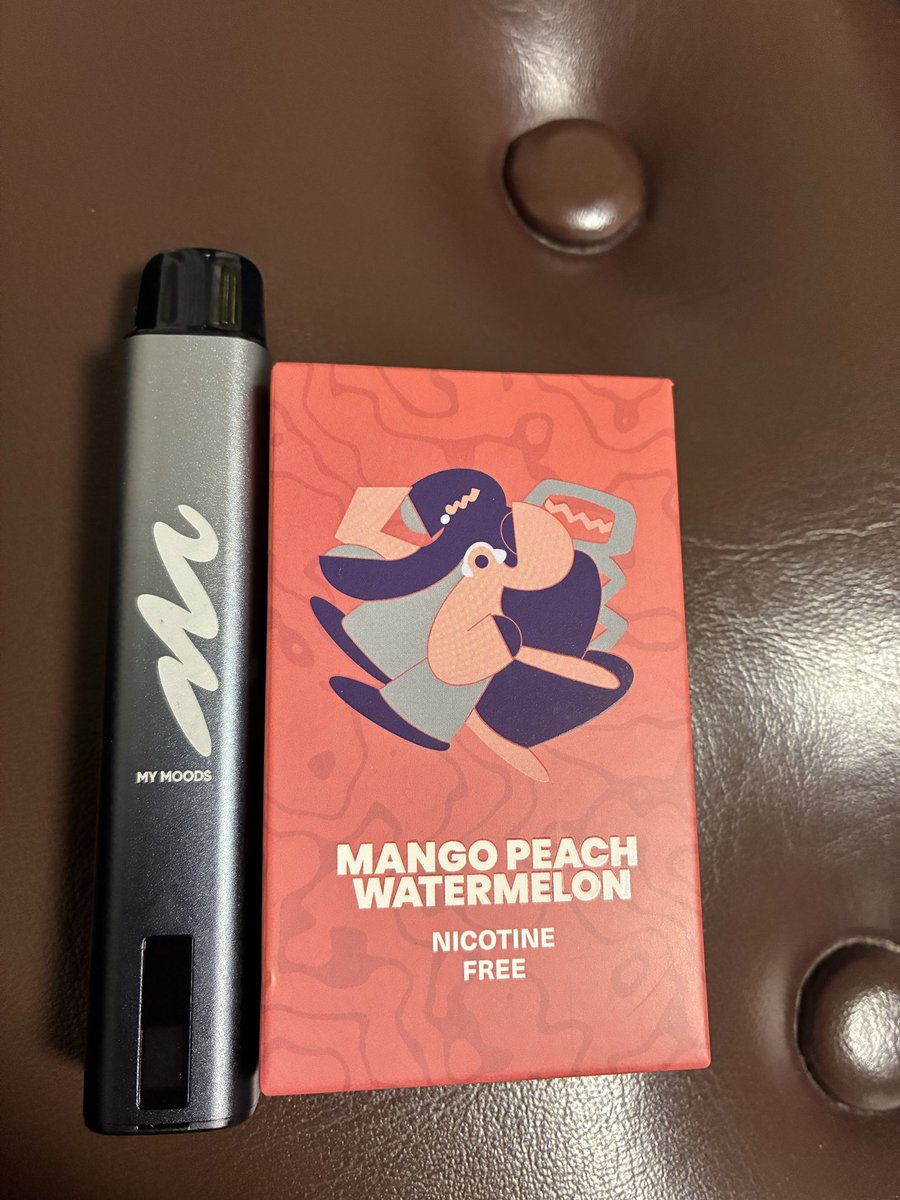 MY MOODS
MANGO PEACH
WATERMELON
NICOTINE
FREE